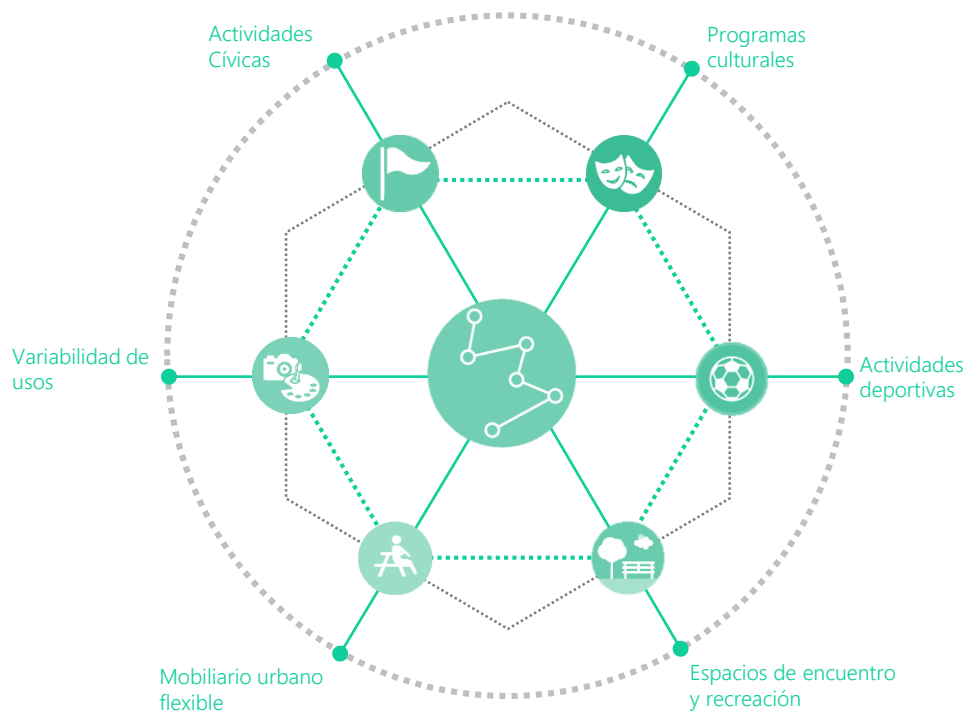 Actividades
Cívicas
Programas
culturales
Variabilidad de
usos
Actividades
deportivas
Mobiliario urbano
flexible
Espacios de encuentro
y recreación